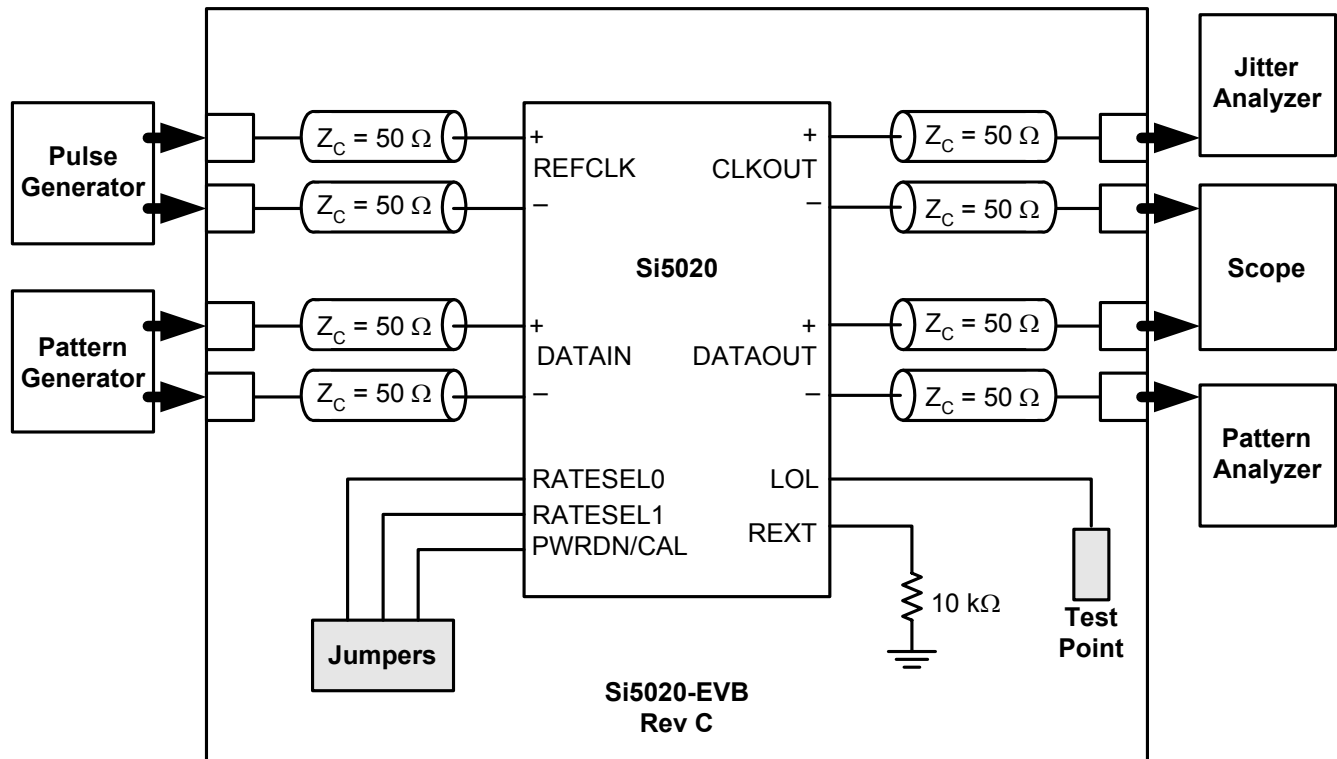 Jitter
Analyzer
Pulse
Generator
Z_C = 50 Ω
+
REFCLK
Z_C = 50 Ω
−
+
CLKOUT
Z_C = 50 Ω
−
Z_C = 50 Ω
Si5020
Scope
Pattern
Generator
Z_C = 50 Ω
+
DATAIN
Z_C = 50 Ω
−
+
DATAOUT
Z_C = 50 Ω
−
Z_C = 50 Ω
Pattern
Analyzer
RATESEL0
RATESEL1
PWRDN/CAL
LOL
REXT
10 kΩ
Test
Point
Jumpers
Si5020-EVB
Rev C